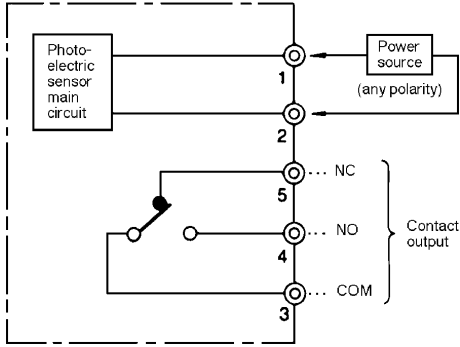 Photo-
electric
sensor
main
circuit
Power
source
(any polarity)
1
2
5
... NC
4
... NO
3
... COM
Contact
output